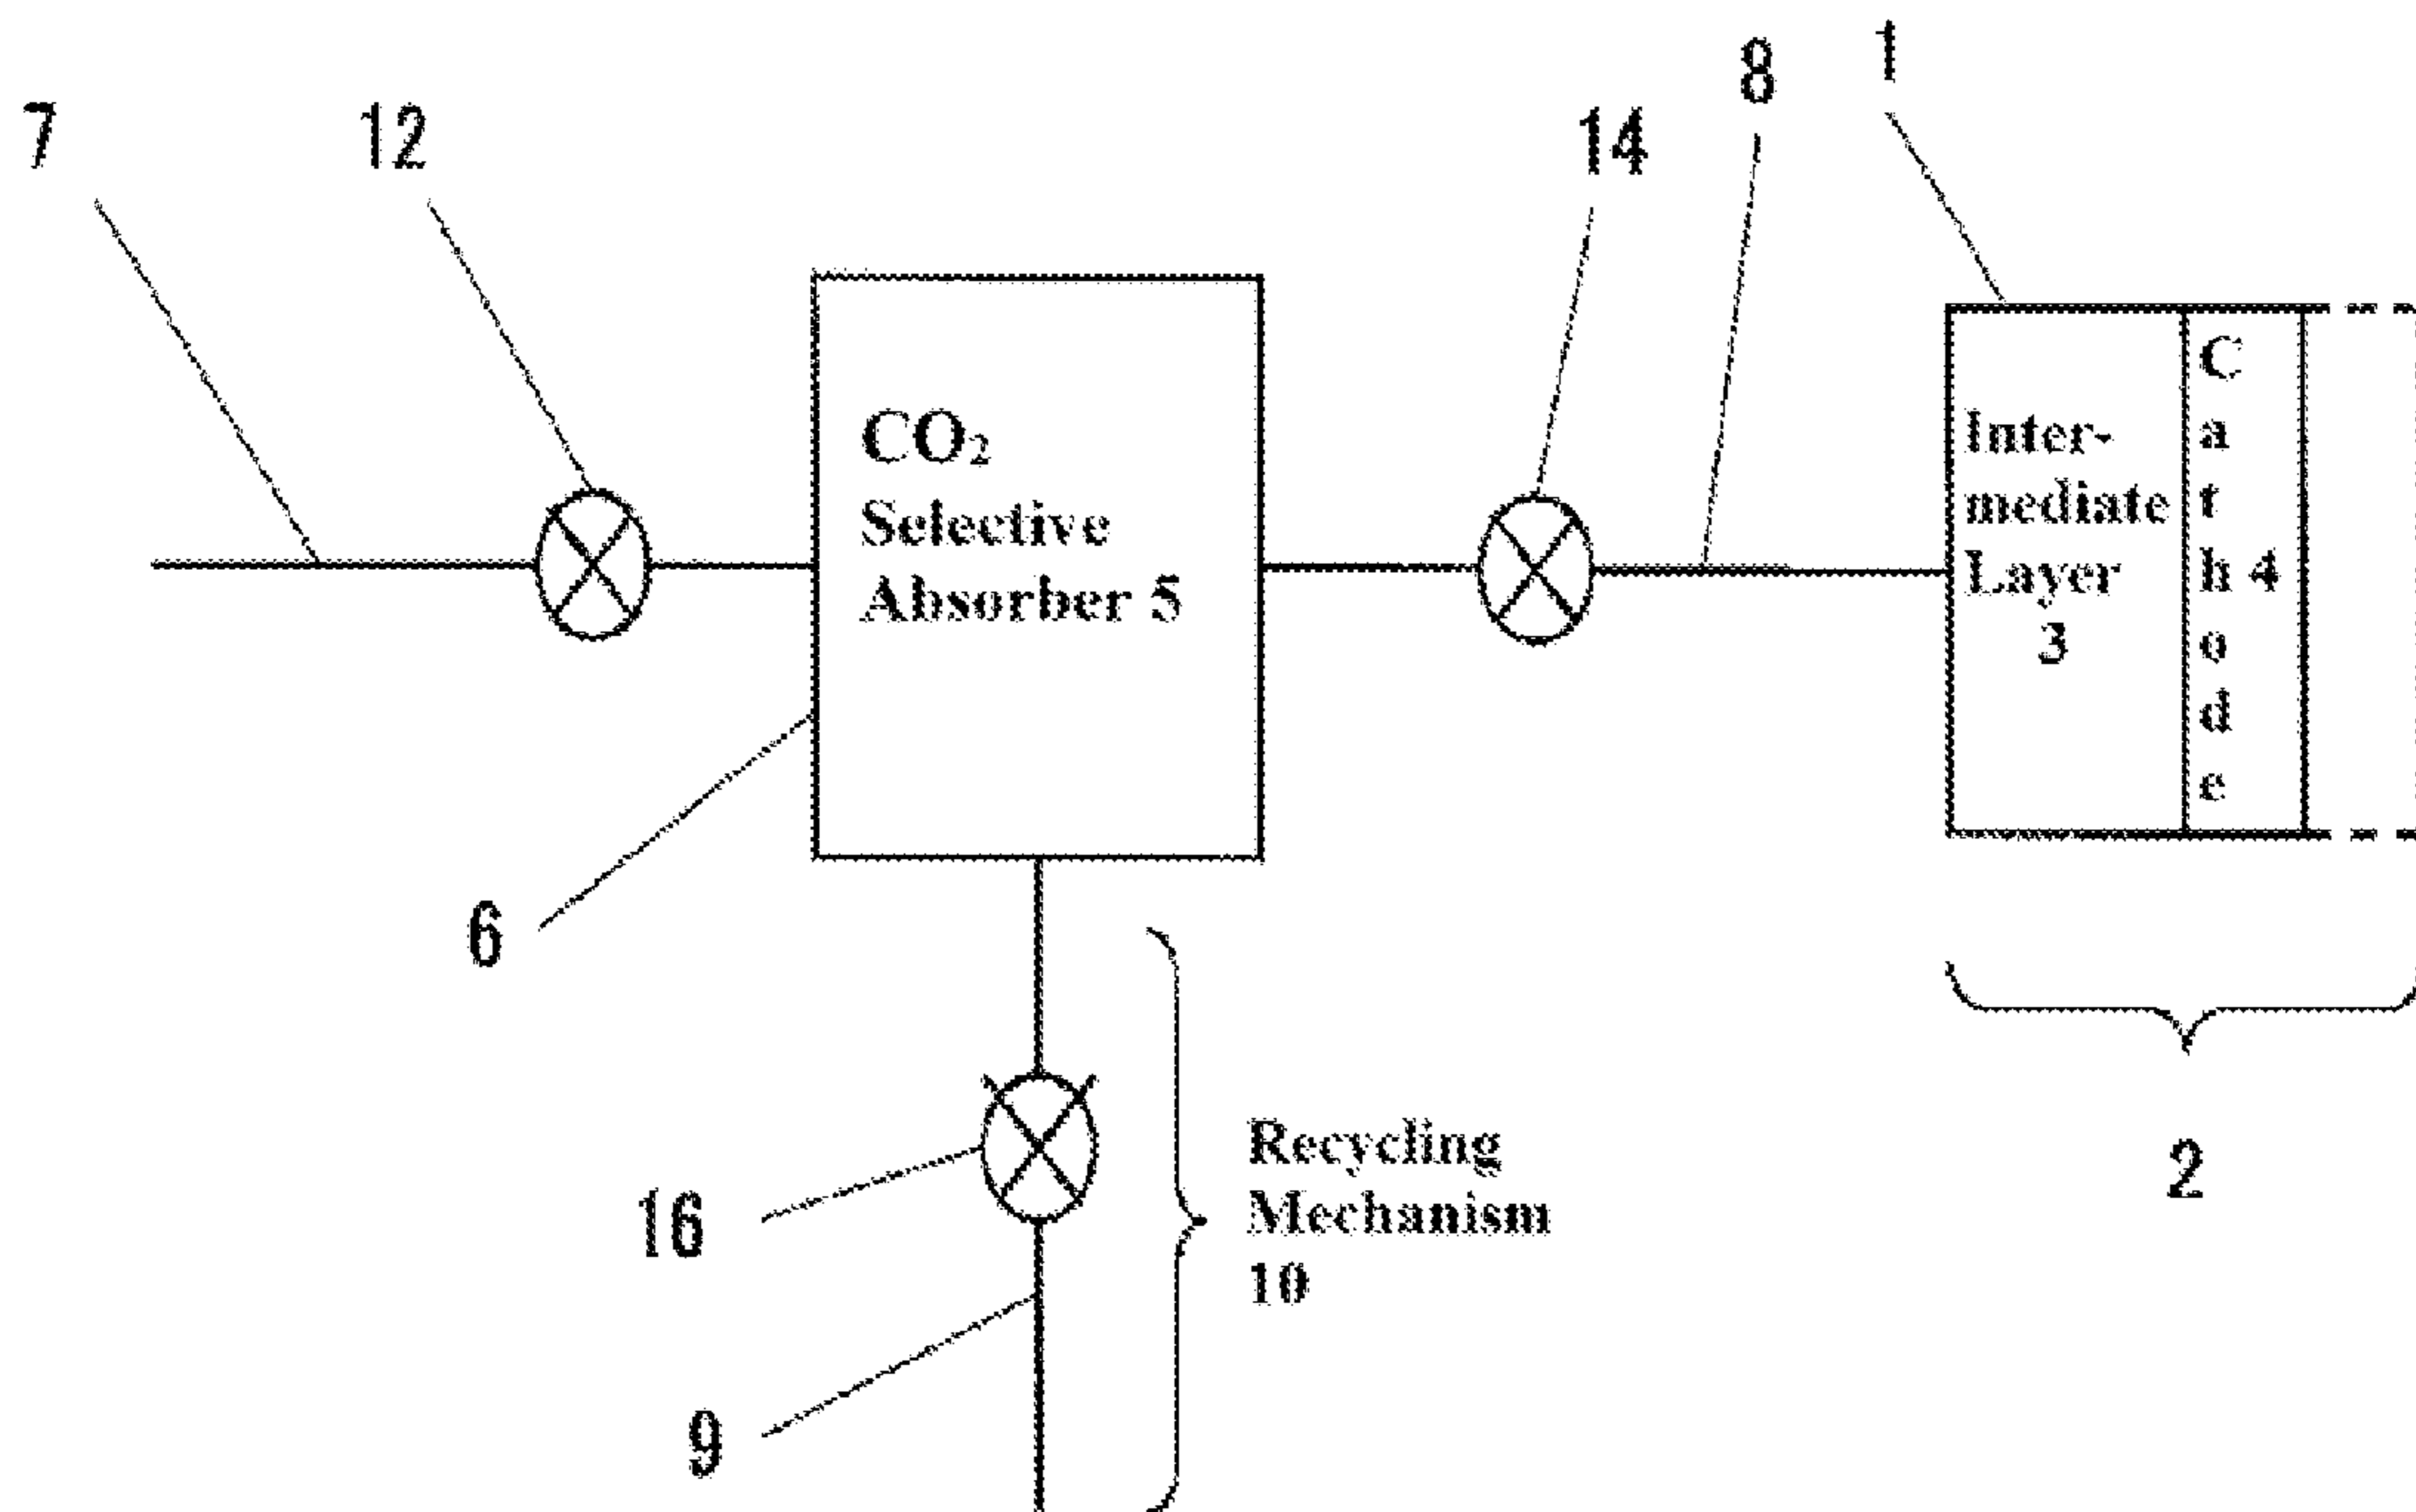 1
8
7
12
14
CO₂
Selective
Absorber 5
Inter-
mediate
Layer
3
C
a
t
h 4
o
d
e
6
Recycling
Mechanism
10
2
16
9